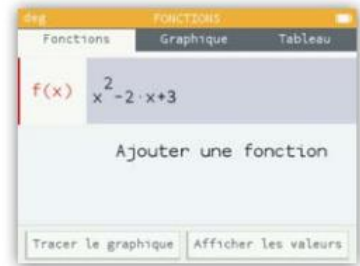 deg FONCTIONS
Fonctions Graphique Tableau
f(x) x²-2·x+3
Ajouter une fonction
Tracer le graphique Afficher les valeurs